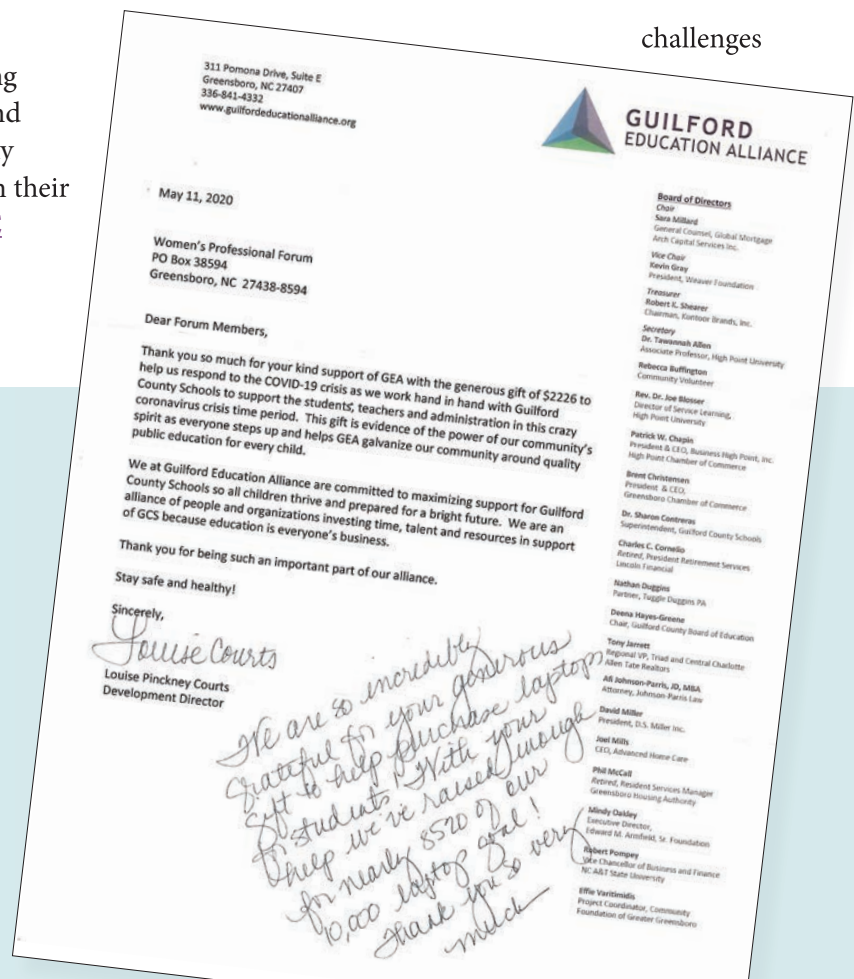 challenges
ng
nd
y
n their
311 Pomona Drive, Suite E
Greensboro, NC 27407
336-841-4332
www.guilfordeducationalliance.org
GUILFORD
EDUCATION ALLIANCE
May 11, 2020
Women's Professional Forum
PO Box 38594
Greensboro, NC 27438-8594
Dear Forum Members,
Thank you so much for your kind support of GEA with the generous gift of $2226 to
help us respond to the COVID-19 crisis as we work hand in hand with Guilford
County Schools to support the students, teachers and administration in this crazy
coronavirus crisis time period. This gift is evidence of the power of our community's
spirit as everyone steps up and helps GEA galvanize our community around quality
public education for every child.
We at Guilford Education Alliance are committed to maximizing support for Guilford
County Schools so all children thrive and prepared for a bright future. We are an
alliance of people and organizations investing time, talent and resources in support
of GCS because education is everyone's business.
Thank you for being such an important part of our alliance.
Stay safe and healthy!
Sincerely,
Louise Courts
Louise Pinckney Courts
Development Director
We are so incredibly
grateful for your generous
gift to help purchase laptops
for students! With your
help we've raised enough
for nearly of our
10,000 laptop goal!
Thank you so very
much
Board of Directors
Chair
Sara Millard
General Counsel, Global Mortgage
Arch Capital Services Inc.
Vice Chair
Kevin Gray
President, Weaver Foundation
Treasurer
Robert K. Shearer
Chairman, Kontoor Brands, Inc.
Secretary
Dr. Tawannah Allen
Associate Professor, High Point University
Rebecca Buffington
Community Volunteer
Rev. Dr. Joe Blosser
Director of Service Learning,
High Point University
Patrick W. Chapin
President & CEO, Business High Point, Inc.
High Point Chamber of Commerce
Brent Christensen
President & CEO,
Greensboro Chamber of Commerce
Dr. Sharon Contreras
Superintendent, Guilford County Schools
Charles C. Cornelio
Retired, President Retirement Services
Lincoln Financial
Nathan Duggins
Partner, Tuggle Duggins PA
Deena Hayes-Greene
Chair, Guilford County Board of Education
Tony Jarrett
Regional VP, Triad and Central Charlotte
Allen Tate Realtors
Afi Johnson-Parris, JD, MBA
Attorney, Johnson-Parris Law
David Miller
President, D.S. Miller Inc.
Joel Mills
CEO, Advanced Home Care
Phil McCall
Retired, Resident Services Manager
Greensboro Housing Authority
Mindy Oakley
Executive Director,
Edward M. Armfield, Sr. Foundation
Robert Pompey
Vice Chancellor of Business and Finance
NC A&T State University
Effie Varitimidis
Project Coordinator, Community
Foundation of Greater Greensboro